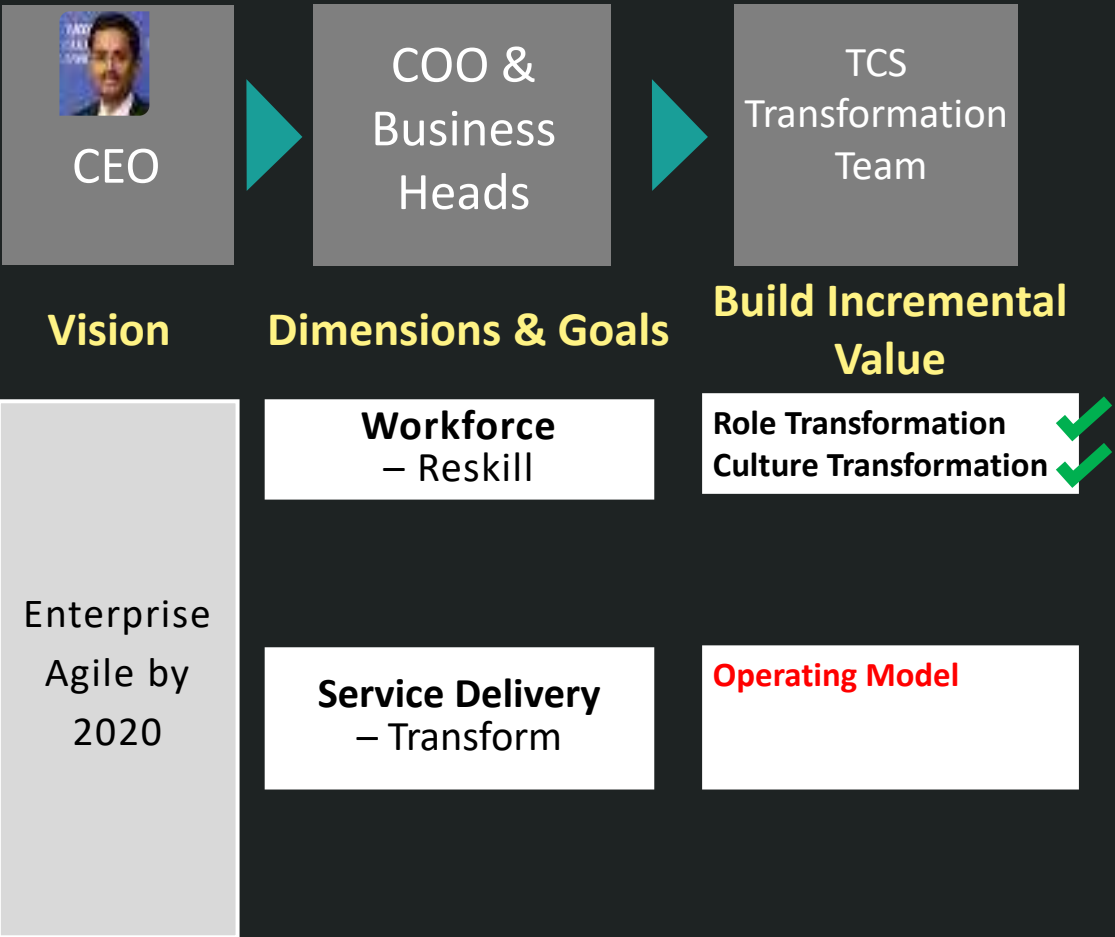 CEO
COO &
Business
Heads
TCS
Transformation
Team
Vision
Dimensions & Goals
Build Incremental
Value
Enterprise
Agile by
2020
Workforce
– Reskill
Role Transformation
Culture Transformation
Service Delivery
– Transform
Operating Model